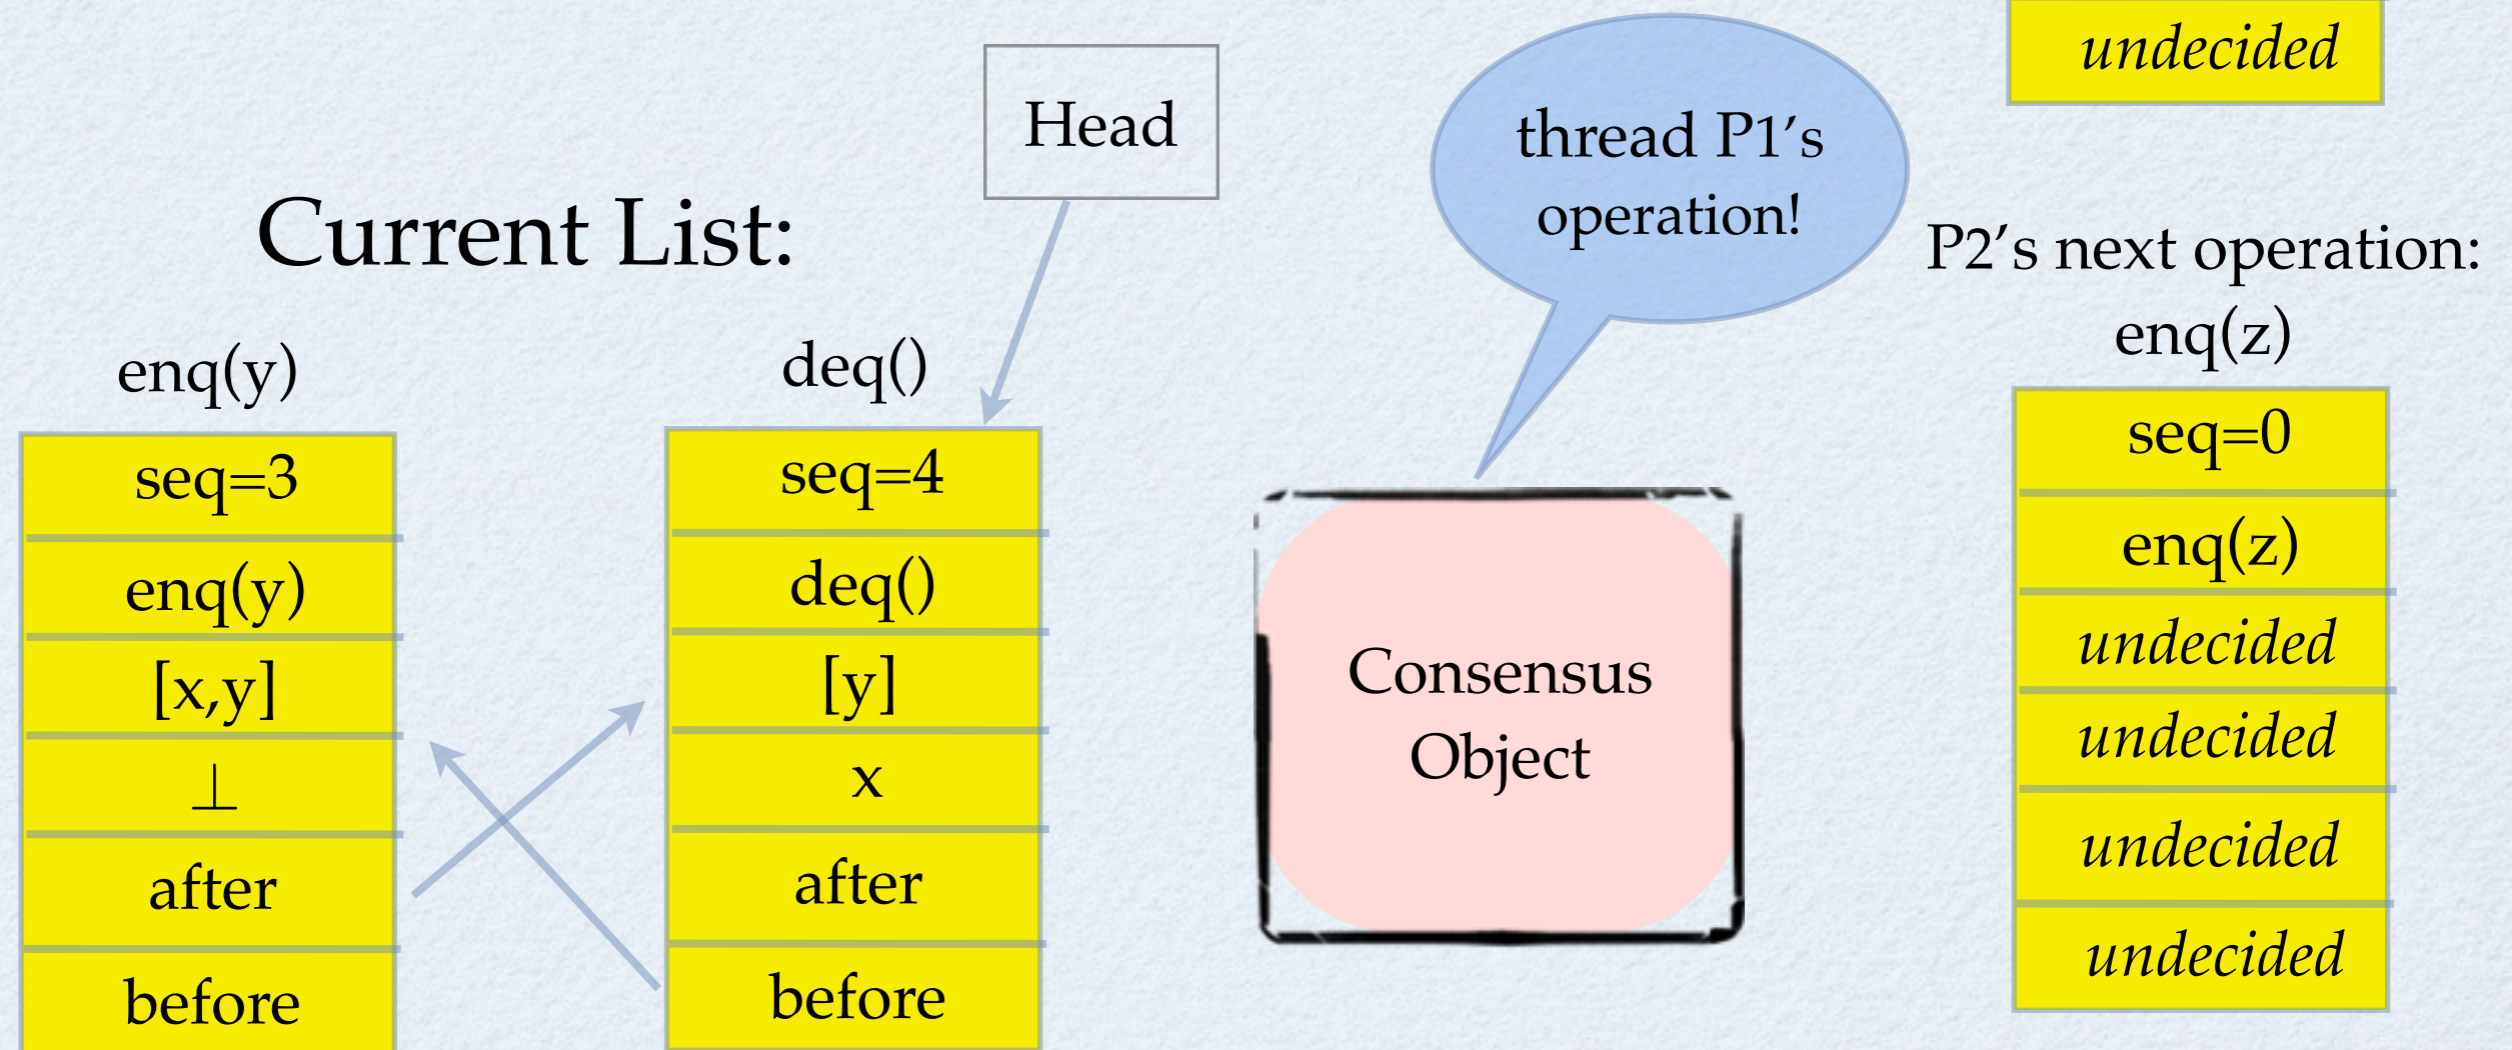 undecided
Head
thread P1's
operation!
Current List:
P2's next operation:
enq(z)
enq(y)
deq()
seq=3
enq(y)
[x,y]
⊥
after
before
seq=4
deq()
[y]
x
after
before
Consensus
Object
seq=0
enq(z)
undecided
undecided
undecided
undecided